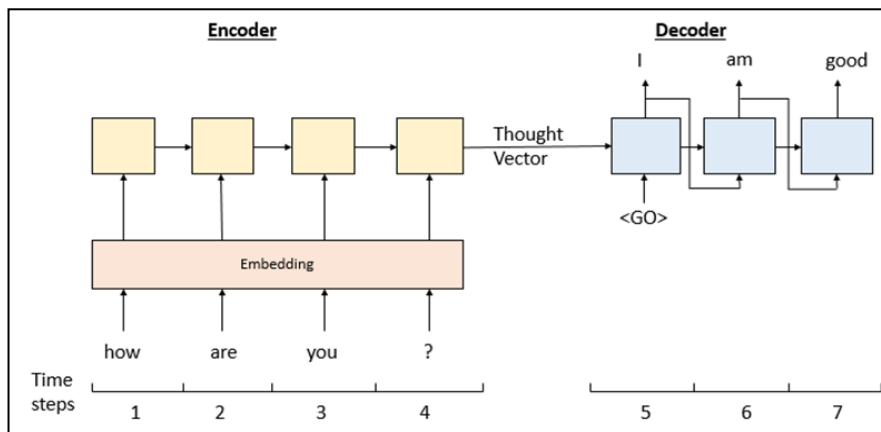 Encoder
Decoder
I am good
Thought
Vector
<GO>
Embedding
how are you ?
Time
steps
1 2 3 4 5 6 7